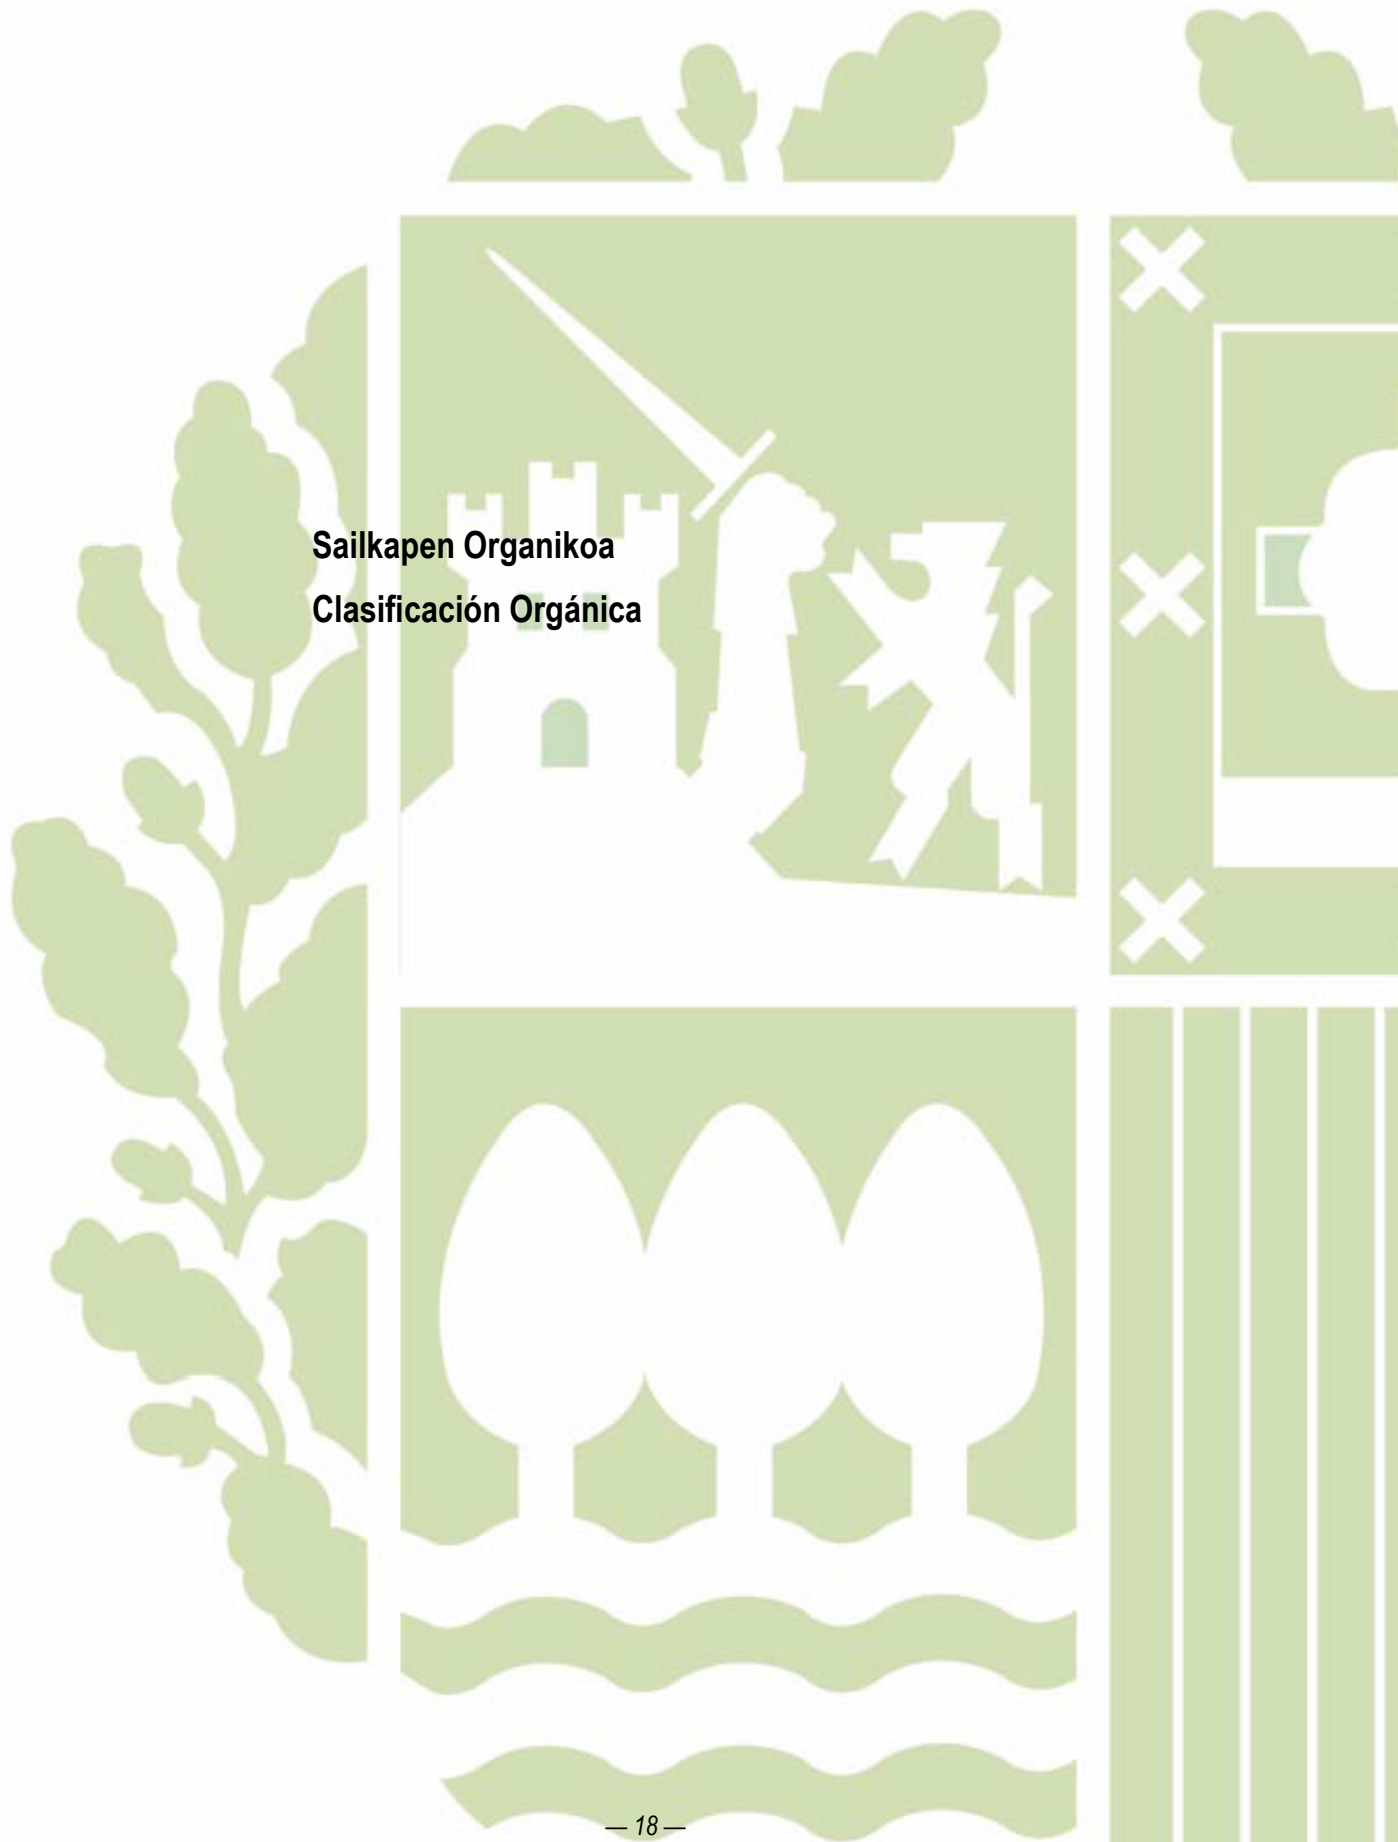 Sailkapen Organikoa
Clasificación Orgánica
— 18 —